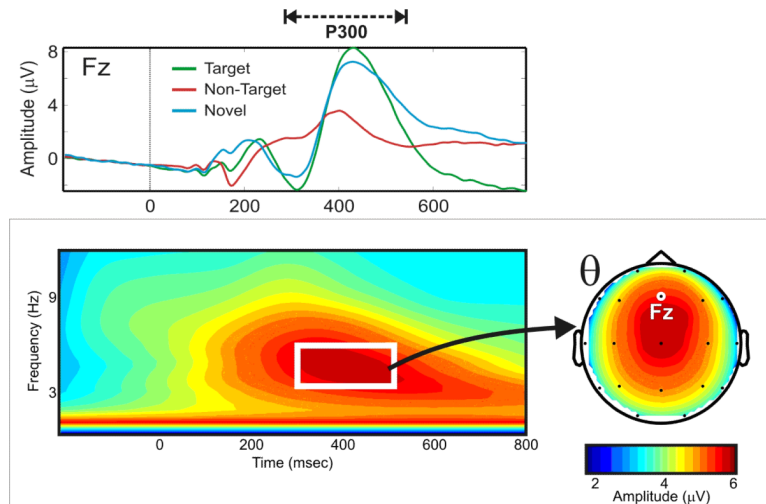 P300
Fz
Target
Non-Target
Novel
Amplitude (μV)
8
4
0
0 200 400 600
Frequency (Hz)
9
3
0 200 400 600 800
Time (msec)
θ
Fz
2 4 6
Amplitude (μV)